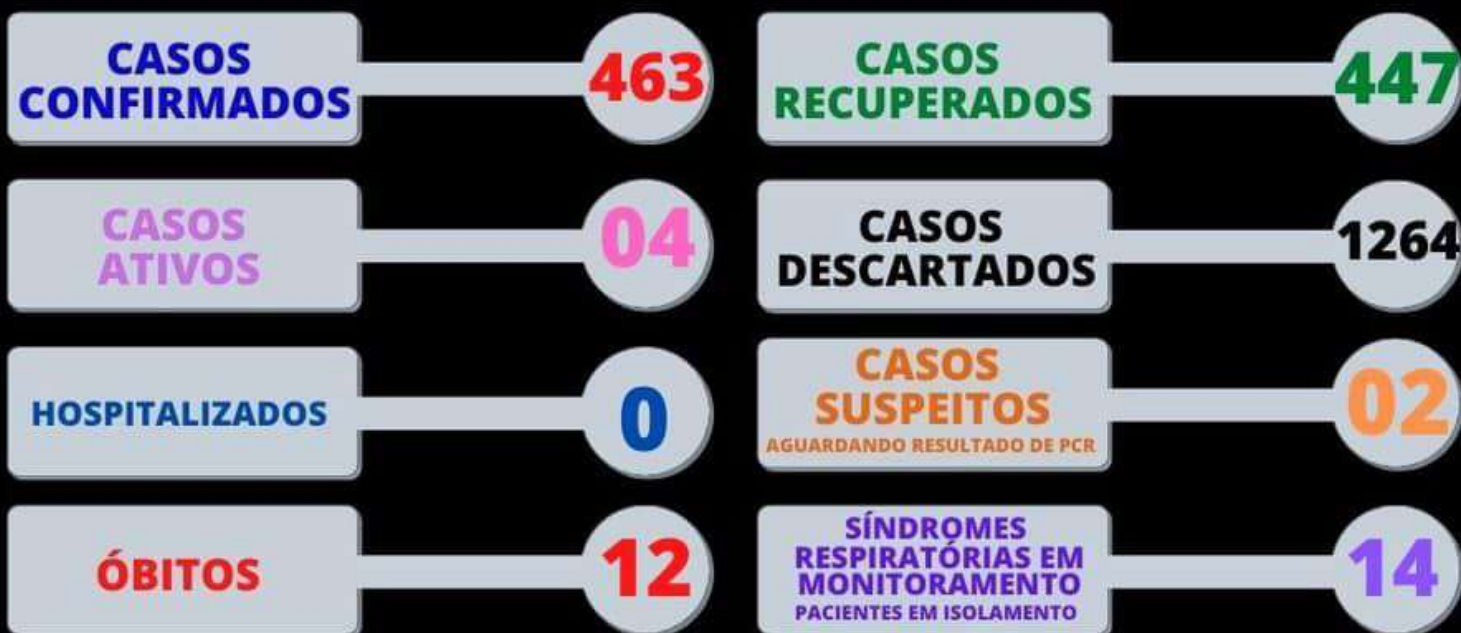 CASOS
CONFIRMADOS
463
CASOS
RECUPERADOS
447
CASOS
ATIVOS
04
CASOS
DESCARTADOS
1264
HOSPITALIZADOS
0
CASOS
SUSPEITOS
AGUARDANDO RESULTADO DE PCR
02
ÓBITOS
12
SÍNDROMES
RESPIRATÓRIAS EM
MONITORAMENTO
PACIENTES EM ISOLAMENTO
14